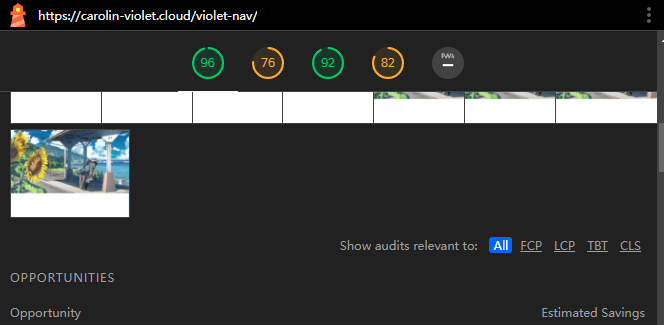 https://carolin-violet.cloud/violet-nav/
96 76 92 82 PWA
Show audits relevant to: All FCP LCP TBT CLS
OPPORTUNITIES
Opportunity Estimated Savings